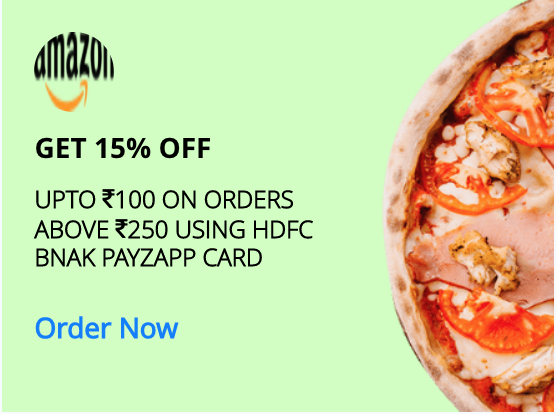 amazon
GET 15% OFF
UPTO ₹100 ON ORDERS
ABOVE ₹250 USING HDFC
BNAK PAYZAPP CARD
Order Now